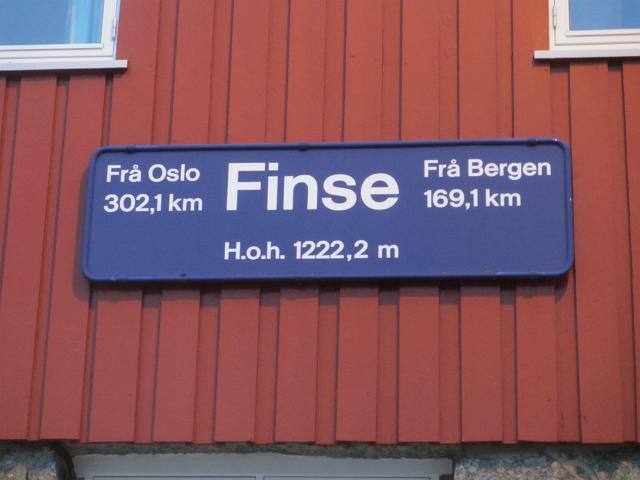 Frå Oslo
302,1 km
Finse
Frå Bergen
169,1 km
H.o.h. 1222,2 m